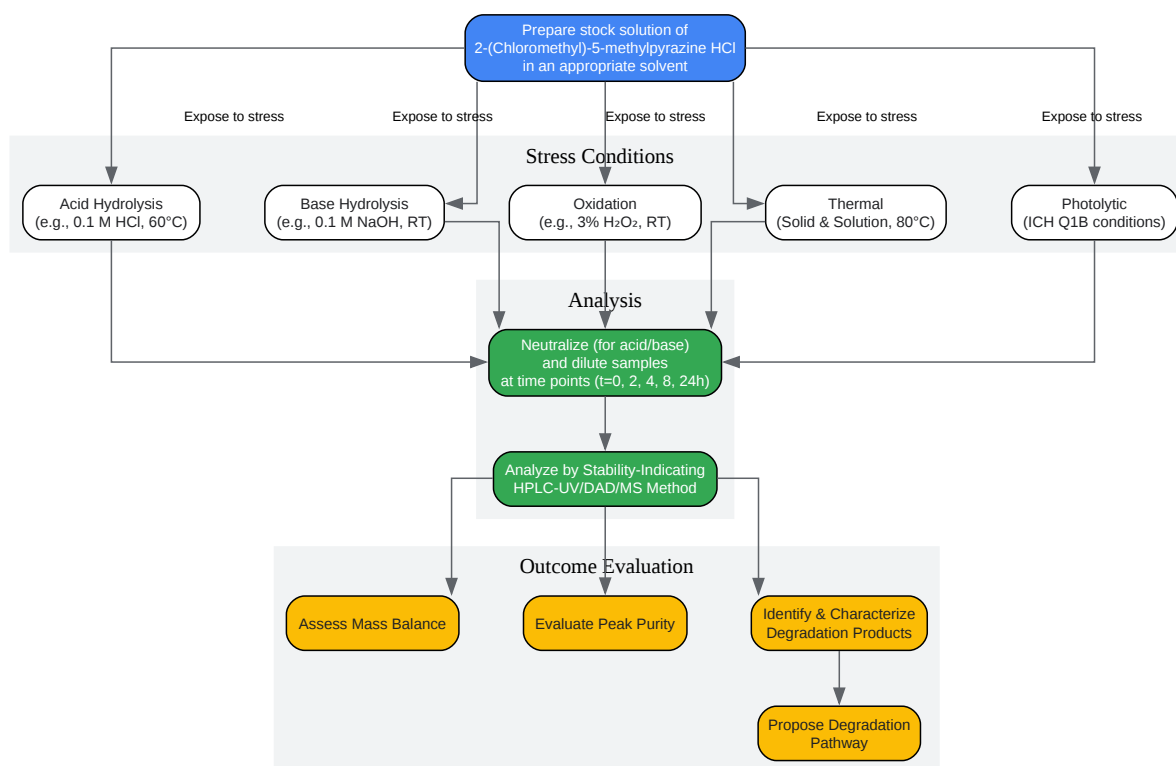 Prepare stock solution of
2-(Chloromethyl)-5-methylpyrazine HCl
in an appropriate solvent
Expose to stress
Expose to stress
Expose to stress
Expose to stress
Expose to stress
Stress Conditions
Acid Hydrolysis
(e.g., 0.1 M HCl, 60°C)
Base Hydrolysis
(e.g., 0.1 M NaOH, RT)
Oxidation
(e.g., 3% H₂O₂, RT)
Thermal
(Solid & Solution, 80°C)
Photolytic
(ICH Q1B conditions)
Analysis
Neutralize (for acid/base)
and dilute samples
at time points (t=0, 2, 4, 8, 24h)
Analyze by Stability-Indicating
HPLC-UV/DAD/MS Method
Outcome Evaluation
Assess Mass Balance
Evaluate Peak Purity
Identify & Characterize
Degradation Products
Propose Degradation
Pathway